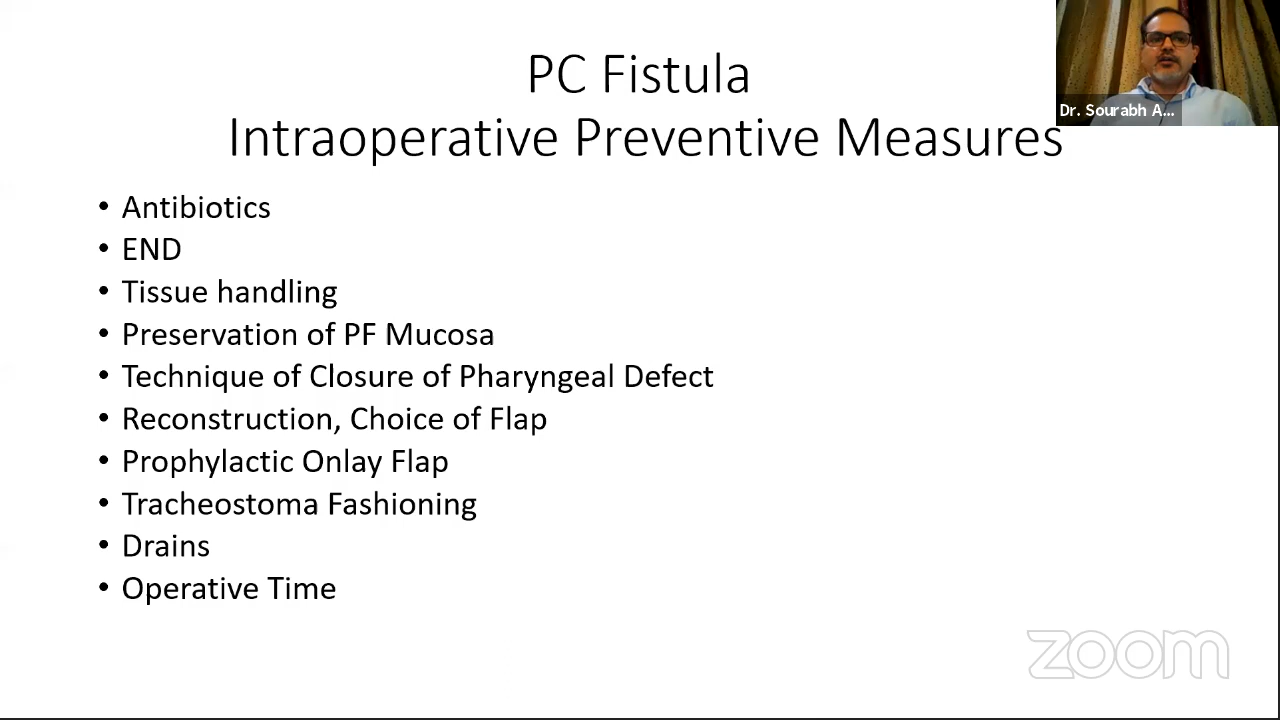 PC Fistula
Intraoperative Preventive Measures
Dr. Sourabh A...
• Antibiotics
• END
• Tissue handling
• Preservation of PF Mucosa
• Technique of Closure of Pharyngeal Defect
• Reconstruction, Choice of Flap
• Prophylactic Onlay Flap
• Tracheostoma Fashioning
• Drains
• Operative Time
zoom